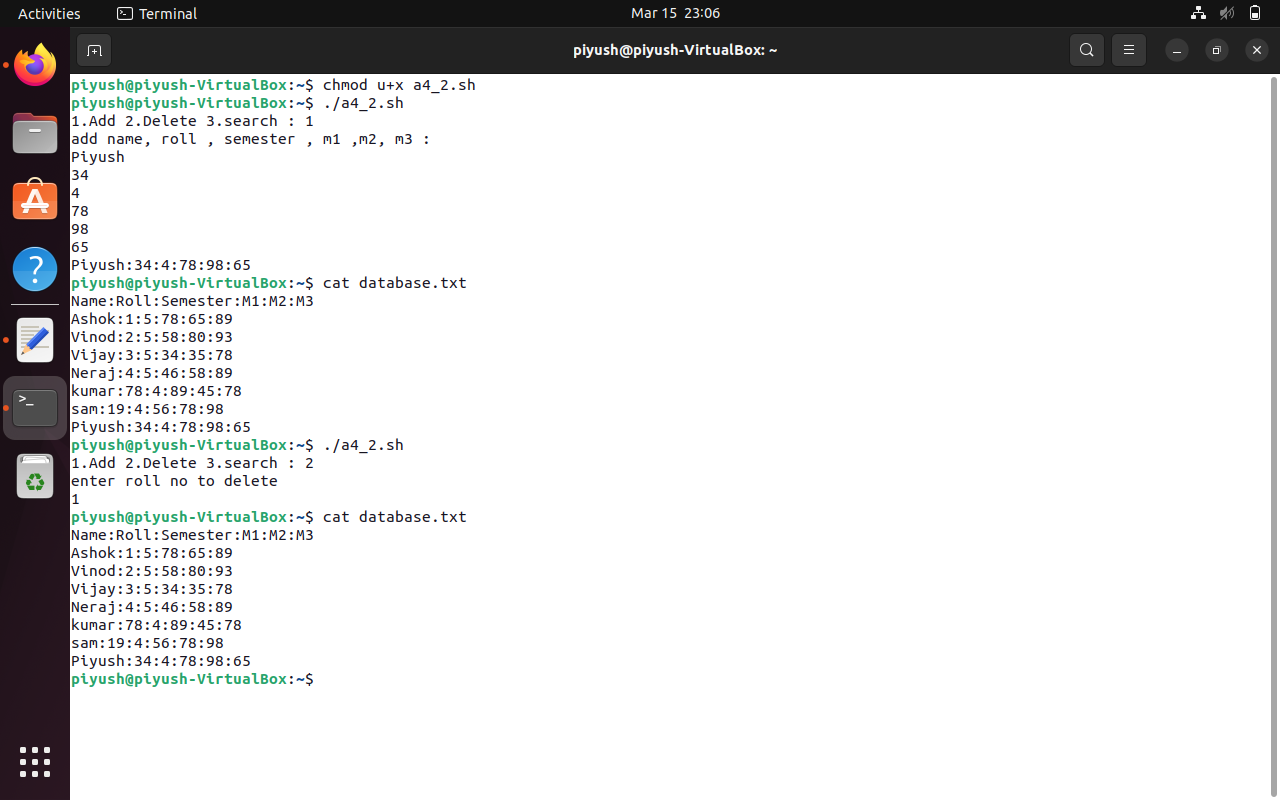 Activities
Terminal
Mar 15 23:06
piyush@piyush-VirtualBox: ~
piyush@piyush-VirtualBox:~$ chmod u+x a4_2.sh
piyush@piyush-VirtualBox:~$ ./a4_2.sh
1.Add 2.Delete 3.search : 1
add name, roll , semester , m1 ,m2, m3 :
Piyush
34
4
78
98
65
Piyush:34:4:78:98:65
piyush@piyush-VirtualBox:~$ cat database.txt
Name:Roll:Semester:M1:M2:M3
Ashok:1:5:78:65:89
Vinod:2:5:58:80:93
Vijay:3:5:34:35:78
Neraj:4:5:46:58:89
kumar:78:4:89:45:78
sam:19:4:56:78:98
Piyush:34:4:78:98:65
piyush@piyush-VirtualBox:~$ ./a4_2.sh
1.Add 2.Delete 3.search : 2
enter roll no to delete
1
piyush@piyush-VirtualBox:~$ cat database.txt
Name:Roll:Semester:M1:M2:M3
Ashok:1:5:78:65:89
Vinod:2:5:58:80:93
Vijay:3:5:34:35:78
Neraj:4:5:46:58:89
kumar:78:4:89:45:78
sam:19:4:56:78:98
Piyush:34:4:78:98:65
piyush@piyush-VirtualBox:~$